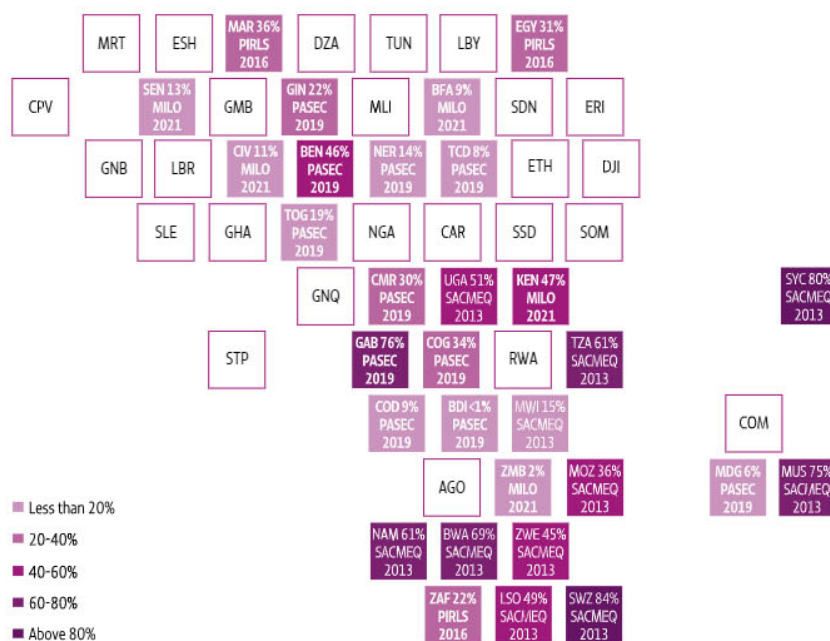 MRT
ESH
MAR 36%
PIRLS
2016
DZA
TUN
LBY
EGY 31%
PIRLS
2016
CPV
SEN 13%
MILO
2021
GMB
GIN 22%
PASEC
2019
MLI
BFA 9%
MILO
2021
SDN
ERI
GNB
LBR
CIV 11%
MILO
2021
BEN 46%
PASEC
2019
NER 14%
PASEC
2019
TCD 8%
PASEC
2019
ETH
DJI
SLE
GHA
TOG 19%
PASEC
2019
NGA
CAR
SSD
SOM
GNQ
CMR 30%
PASEC
2019
UGA 51%
SACMEQ
2013
KEN 47%
MILO
2021
SYC 80%
SACMEQ
2013
STP
GAB 76%
PASEC
2019
COG 34%
PASEC
2019
RWA
TZA 61%
SACMEQ
2013
COD 9%
PASEC
2019
BDI <1%
PASEC
2019
MWI 15%
SACMEQ
2013
COM
AGO
ZMB 2%
MILO
2021
MOZ 36%
SACMEQ
2013
MDG 6%
PASEC
2019
MUS 75%
SACMEQ
2013
NAM 61%
SACMEQ
2013
BWA 69%
SACMEQ
2013
ZWE 45%
SACMEQ
2013
ZAF 22%
PIRLS
2016
LSO 49%
SACMEQ
2013
SWZ 84%
SACMEQ
2013
Less than 20%
20-40%
40-60%
60-80%
Above 80%